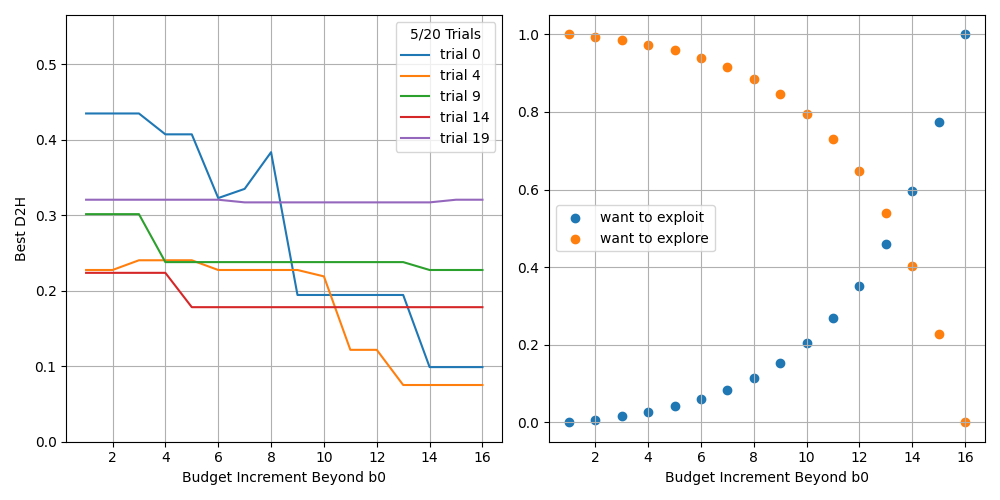 5/20 Trials
trial 0
trial 4
trial 9
trial 14
trial 19
0.5
0.4
0.3
0.2
0.1
0.0
Best D2H
2 4 6 8 10 12 14 16
Budget Increment Beyond b0
1.0
0.8
0.6
0.4
0.2
0.0
want to exploit
want to explore
2 4 6 8 10 12 14 16
Budget Increment Beyond b0